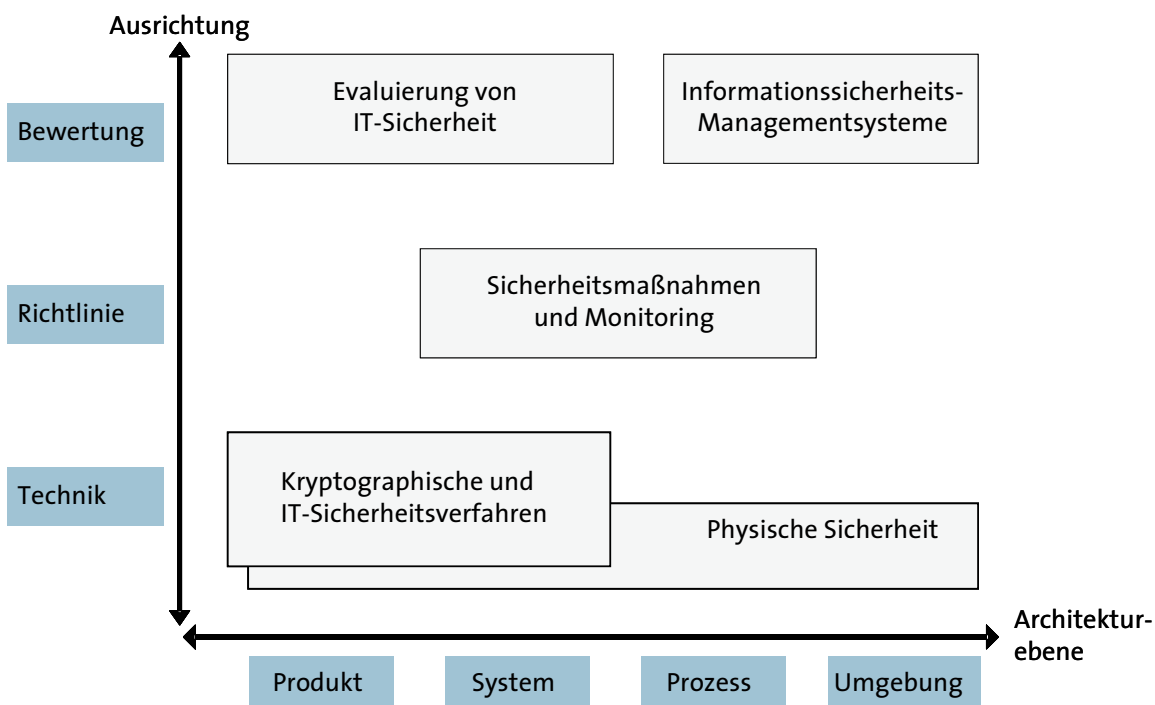 Ausrichtung
Bewertung
Evaluierung von
IT-Sicherheit
Informationssicherheits-
Managementsysteme
Richtlinie
Sicherheitsmaßnahmen
und Monitoring
Technik
Kryptographische und
IT-Sicherheitsverfahren
Physische Sicherheit
Architektur-
ebene
Produkt
System
Prozess
Umgebung